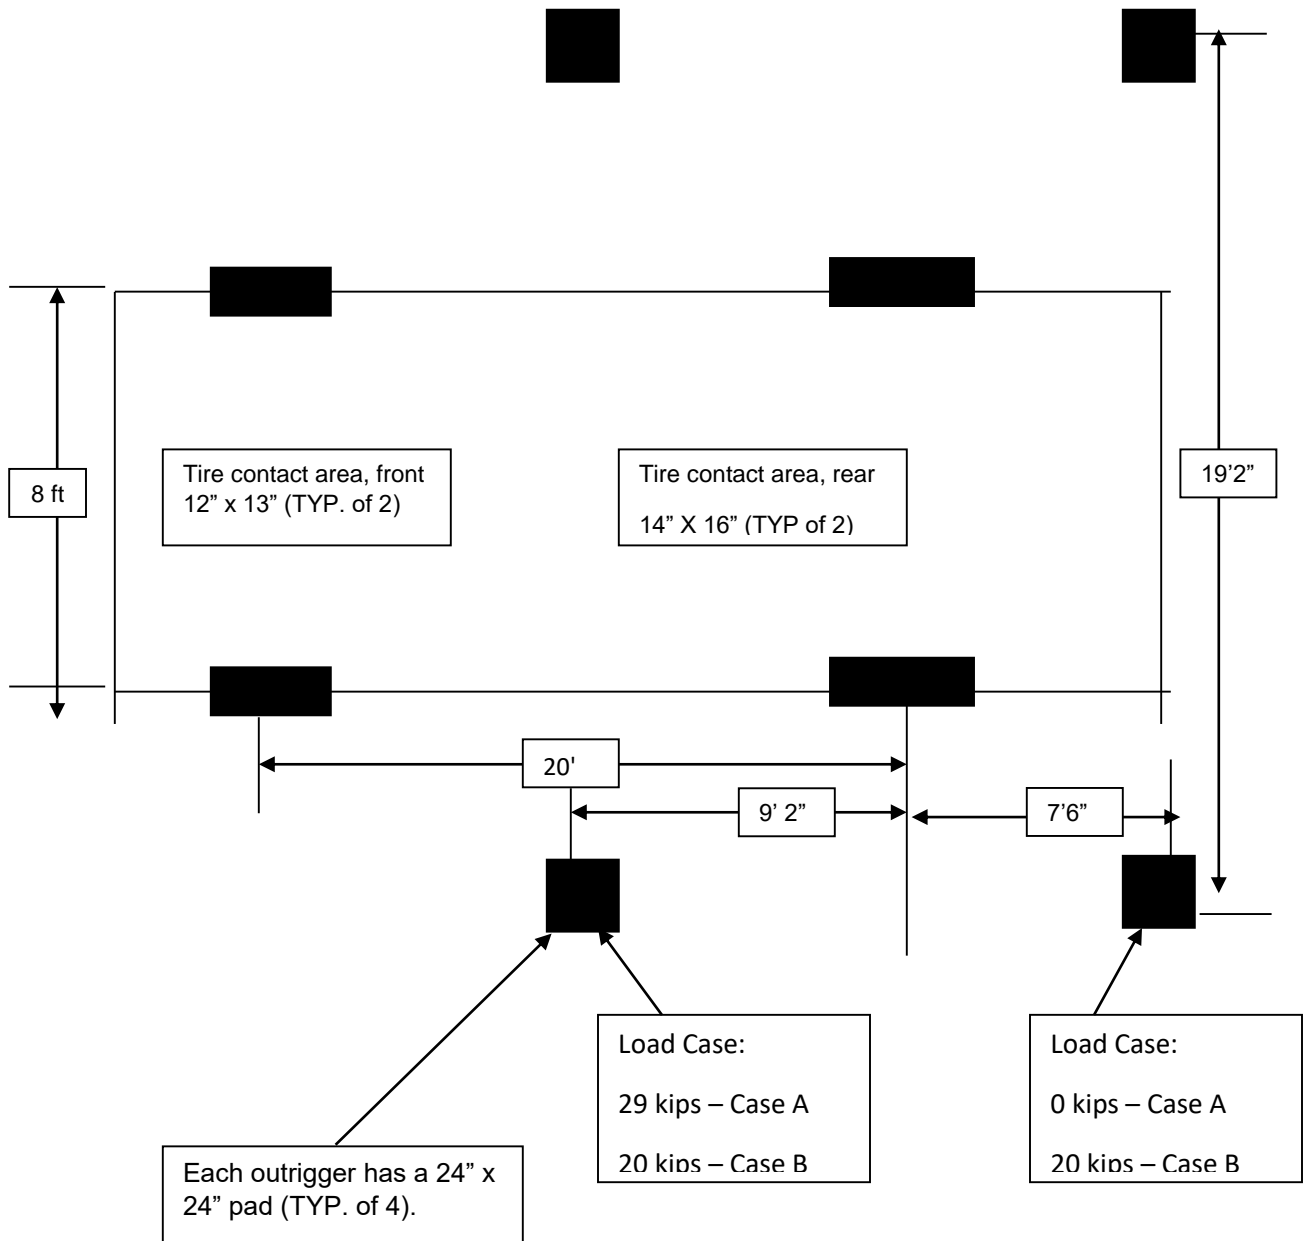 8 ft
Tire contact area, front
12” x 13” (TYP. of 2)
Tire contact area, rear
14” X 16” (TYP of 2)
19’2”
20'
9’ 2”
7’6”
Load Case:
29 kips – Case A
20 kips – Case B
Load Case:
0 kips – Case A
20 kips – Case B
Each outrigger has a 24” x
24” pad (TYP. of 4).